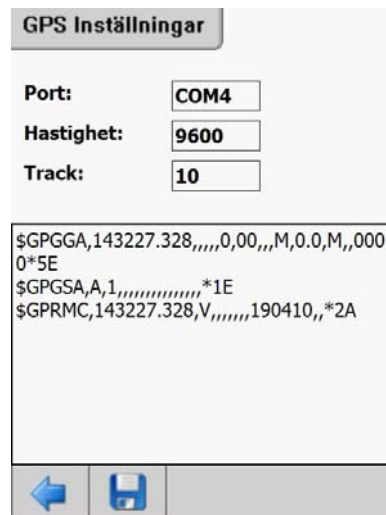 GPS Inställningar
Port: COM4
Hastighet: 9600
Track: 10
$GPGGA,143227.328,,,,,0,00,,,M,0.0,M,,000
0*5E
$GPGSA,A,1,,,,,,,,,,,,,,,*1E
$GPRMC,143227.328,V,,,,,,,190410,,*2A